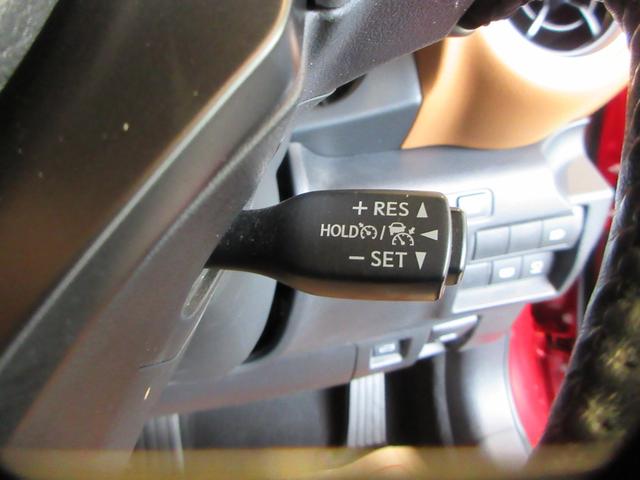 + RES ▲
HOLD / ◀
− SET ▼